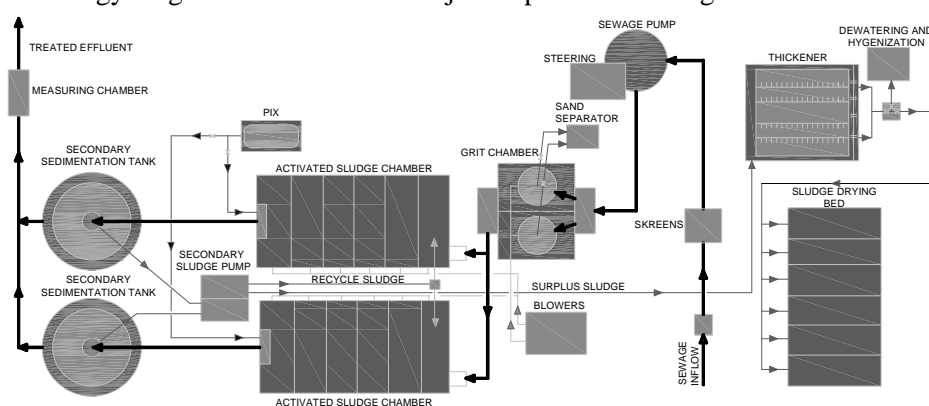 TREATED EFFLUENT
MEASURING CHAMBER
SECONDARY
SEDIMENTATION TANK
PIX
ACTIVATED SLUDGE CHAMBER
SECONDARY
SLUDGE PUMP
SECONDARY
SEDIMENTATION TANK
RECYCLE SLUDGE
ACTIVATED SLUDGE CHAMBER
SEWAGE PUMP
STEERING
SAND
SEPARATOR
GRIT CHAMBER
SKREENS
SURPLUS SLUDGE
BLOWERS
SEWAGE
INFLOW
THICKENER
DEWATERING AND
HYGENIZATION
SLUDGE DRYING
BED